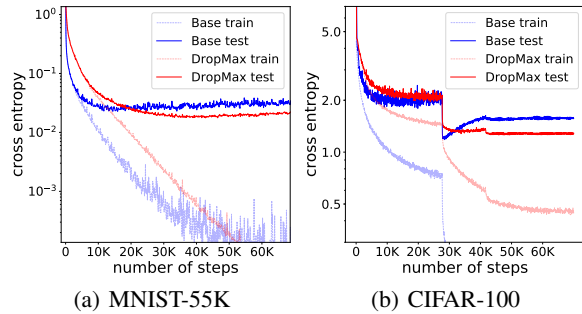 10⁰
10⁻¹
10⁻²
10⁻³
cross entropy
Base train
Base test
DropMax train
DropMax test
0 10K 20K 30K 40K 50K 60K
number of steps
(a) MNIST-55K
5.0
2.0
1.0
0.5
cross entropy
Base train
Base test
DropMax train
DropMax test
0 10K 20K 30K 40K 50K 60K 70K
number of steps
(b) CIFAR-100